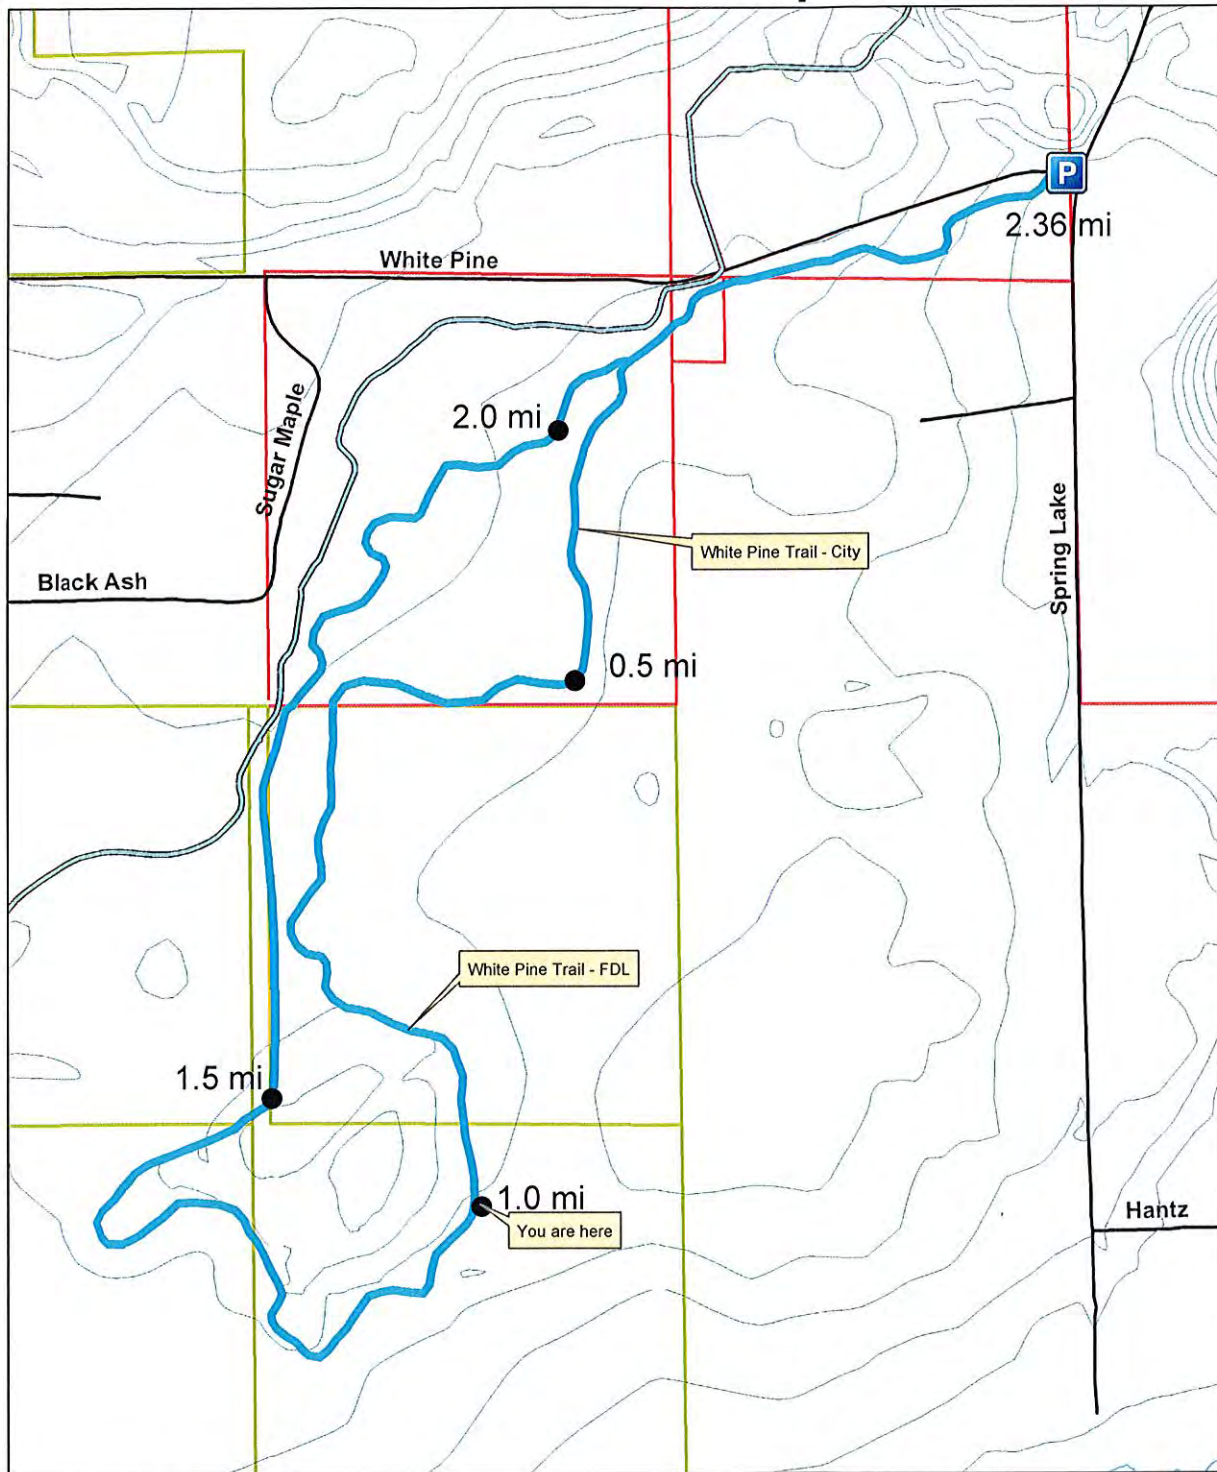 P
2.36 mi
White Pine
Sugar Maple
2.0 mi
White Pine Trail - City
Spring Lake
Black Ash
0.5 mi
White Pine Trail - FDL
1.5 mi
1.0 mi
You are here
Hantz